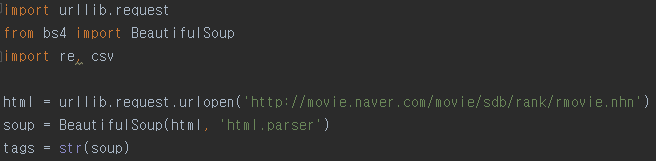 import urllib.request
from bs4 import BeautifulSoup
import re, csv
html = urllib.request.urlopen('http://movie.naver.com/movie/sdb/rank/rmovie.nhn')
soup = BeautifulSoup(html, 'html.parser')
tags = str(soup)